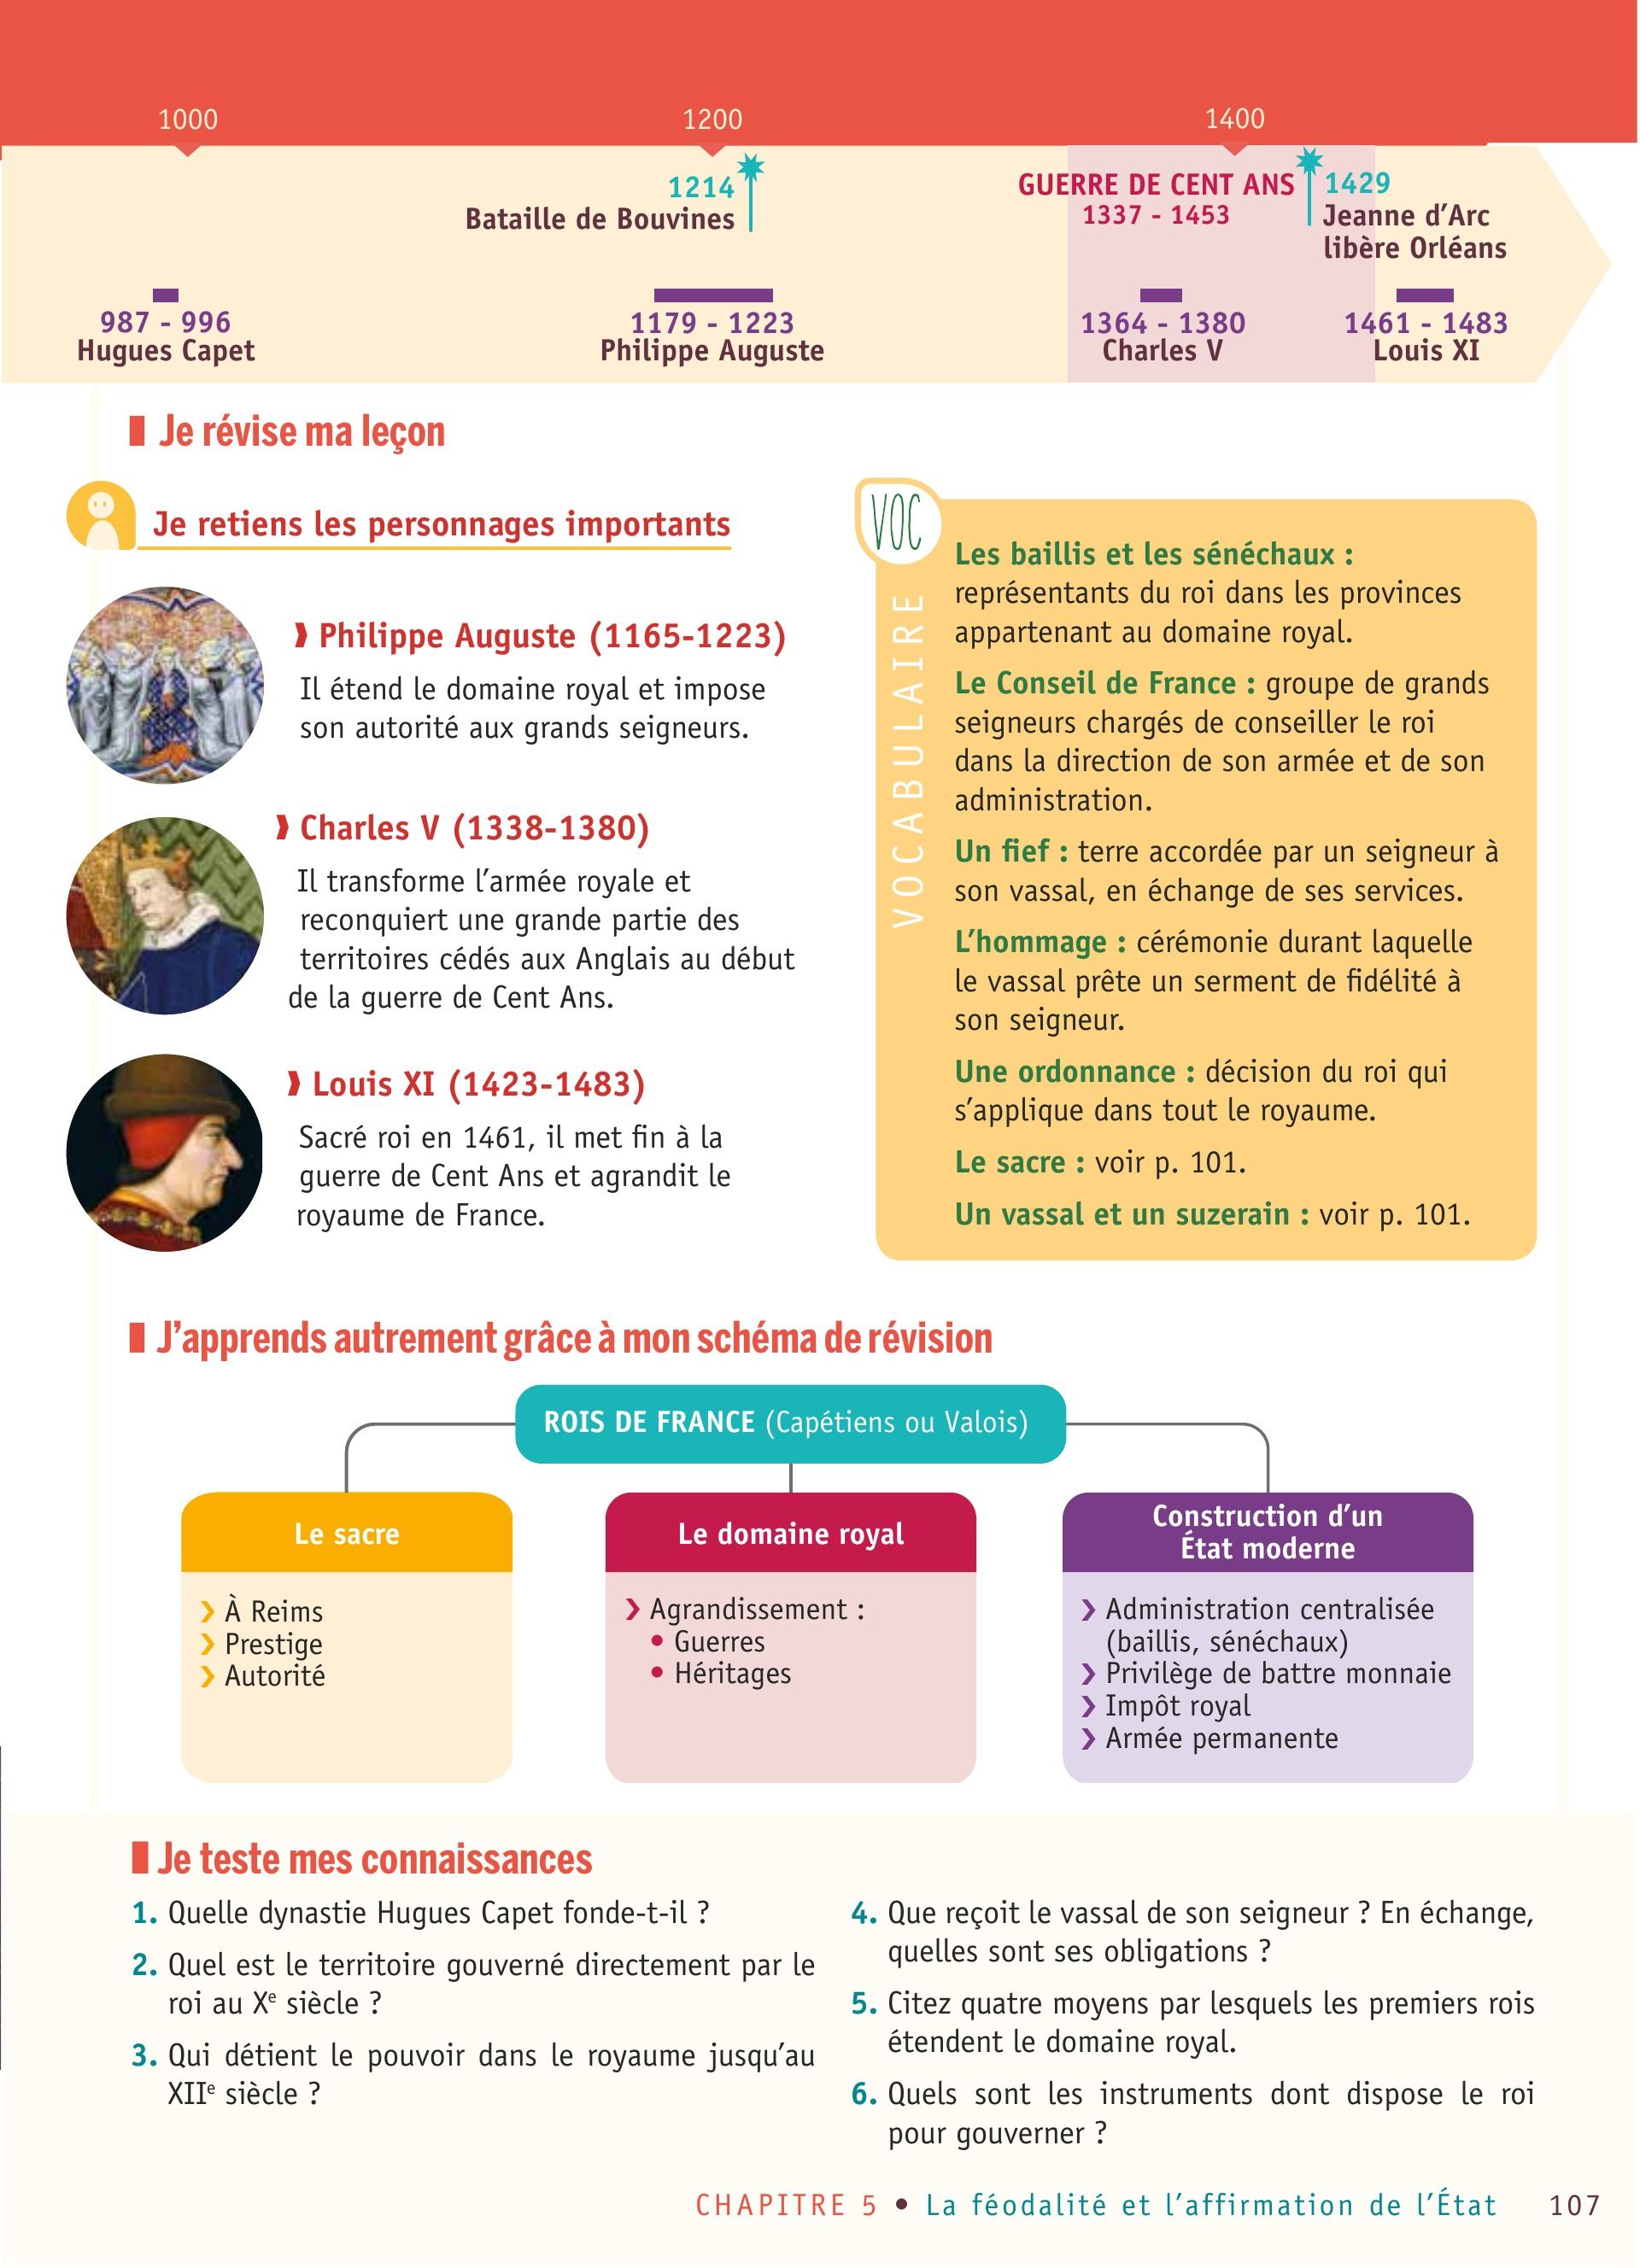 1000
1200
1400
1214
Bataille de Bouvines
GUERRE DE CENT ANS
1337 - 1453
1429
Jeanne d'Arc
libère Orléans
987 - 996
Hugues Capet
1179 - 1223
Philippe Auguste
1364 - 1380
Charles V
1461 - 1483
Louis XI
Je révise ma leçon
Je retiens les personnages importants
Philippe Auguste (1165-1223)
Il étend le domaine royal et impose
son autorité aux grands seigneurs.
Charles V (1338-1380)
Il transforme l'armée royale et
reconquiert une grande partie des
territoires cédés aux Anglais au début
de la guerre de Cent Ans.
Louis XI (1423-1483)
Sacré roi en 1461, il met fin à la
guerre de Cent Ans et agrandit le
royaume de France.
VOC
VOCABULAIRE
Les baillis et les sénéchaux :
représentants du roi dans les provinces
appartenant au domaine royal.
Le Conseil de France : groupe de grands
seigneurs chargés de conseiller le roi
dans la direction de son armée et de son
administration.
Un fief : terre accordée par un seigneur à
son vassal, en échange de ses services.
L'hommage : cérémonie durant laquelle
le vassal prête un serment de fidélité à
son seigneur.
Une ordonnance : décision du roi qui
s'applique dans tout le royaume.
Le sacre : voir p. 101.
Un vassal et un suzerain : voir p. 101.
J'apprends autrement grâce à mon schéma de révision
ROIS DE FRANCE (Capétiens ou Valois)
Le sacre
› À Reims
› Prestige
› Autorité
Le domaine royal
› Agrandissement :
• Guerres
• Héritages
Construction d'un
État moderne
› Administration centralisée
(baillis, sénéchaux)
› Privilège de battre monnaie
› Impôt royal
› Armée permanente
Je teste mes connaissances
1. Quelle dynastie Hugues Capet fonde-t-il ?
2. Quel est le territoire gouverné directement par le
roi au Xe siècle ?
3. Qui détient le pouvoir dans le royaume jusqu'au
XIIe siècle ?
4. Que reçoit le vassal de son seigneur ? En échange,
quelles sont ses obligations ?
5. Citez quatre moyens par lesquels les premiers rois
étendent le domaine royal.
6. Quels sont les instruments dont dispose le roi
pour gouverner ?
CHAPITRE 5 • La féodalité et l'affirmation de l'État 107